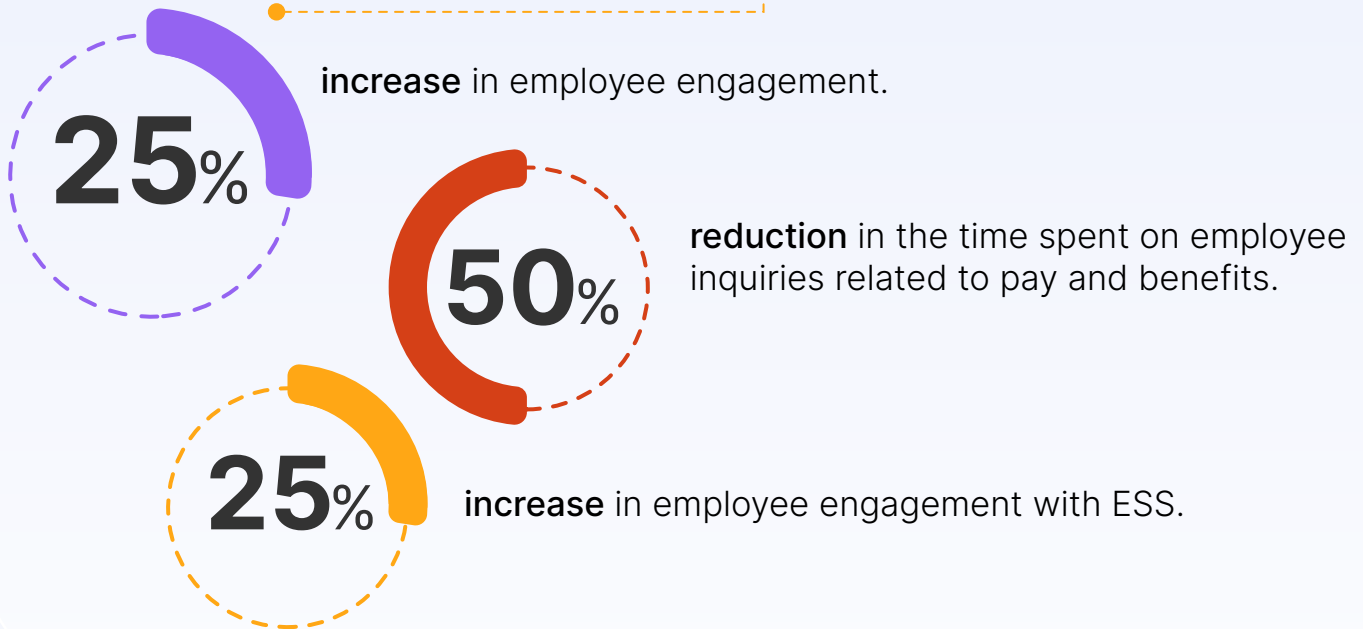 25%
increase in employee engagement.
50%
reduction in the time spent on employee
inquiries related to pay and benefits.
25%
increase in employee engagement with ESS.